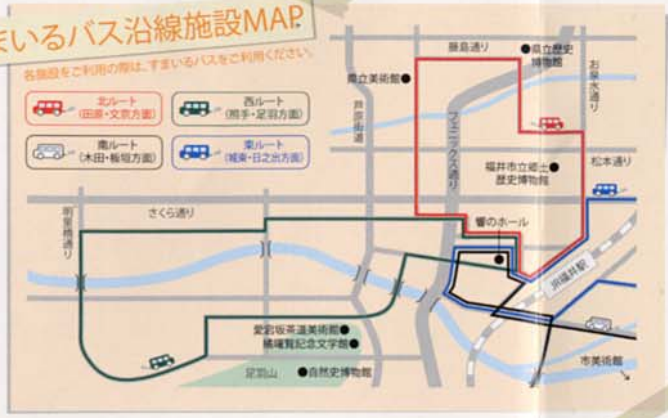 まいるバス沿線施設MAP
各施設をご利用の際は、すまいるバスをご利用ください。
北ルート
(田原・文京方面)
西ルート
(照手・足羽方面)
南ルート
(木田・板垣方面)
東ルート
(城東・日之出方面)
藤島通り
●県立歴史
博物館
県立美術館●
お泉水通り
芦原街道
フェニックス通り
福井市立郷土●
歴史博物館
松本通り
明里橋通り
さくら通り
響のホール
●
JR福井駅
愛宕坂茶道美術館●
橘曙覧記念文学館●
足羽山
●自然史博物館
市美術館